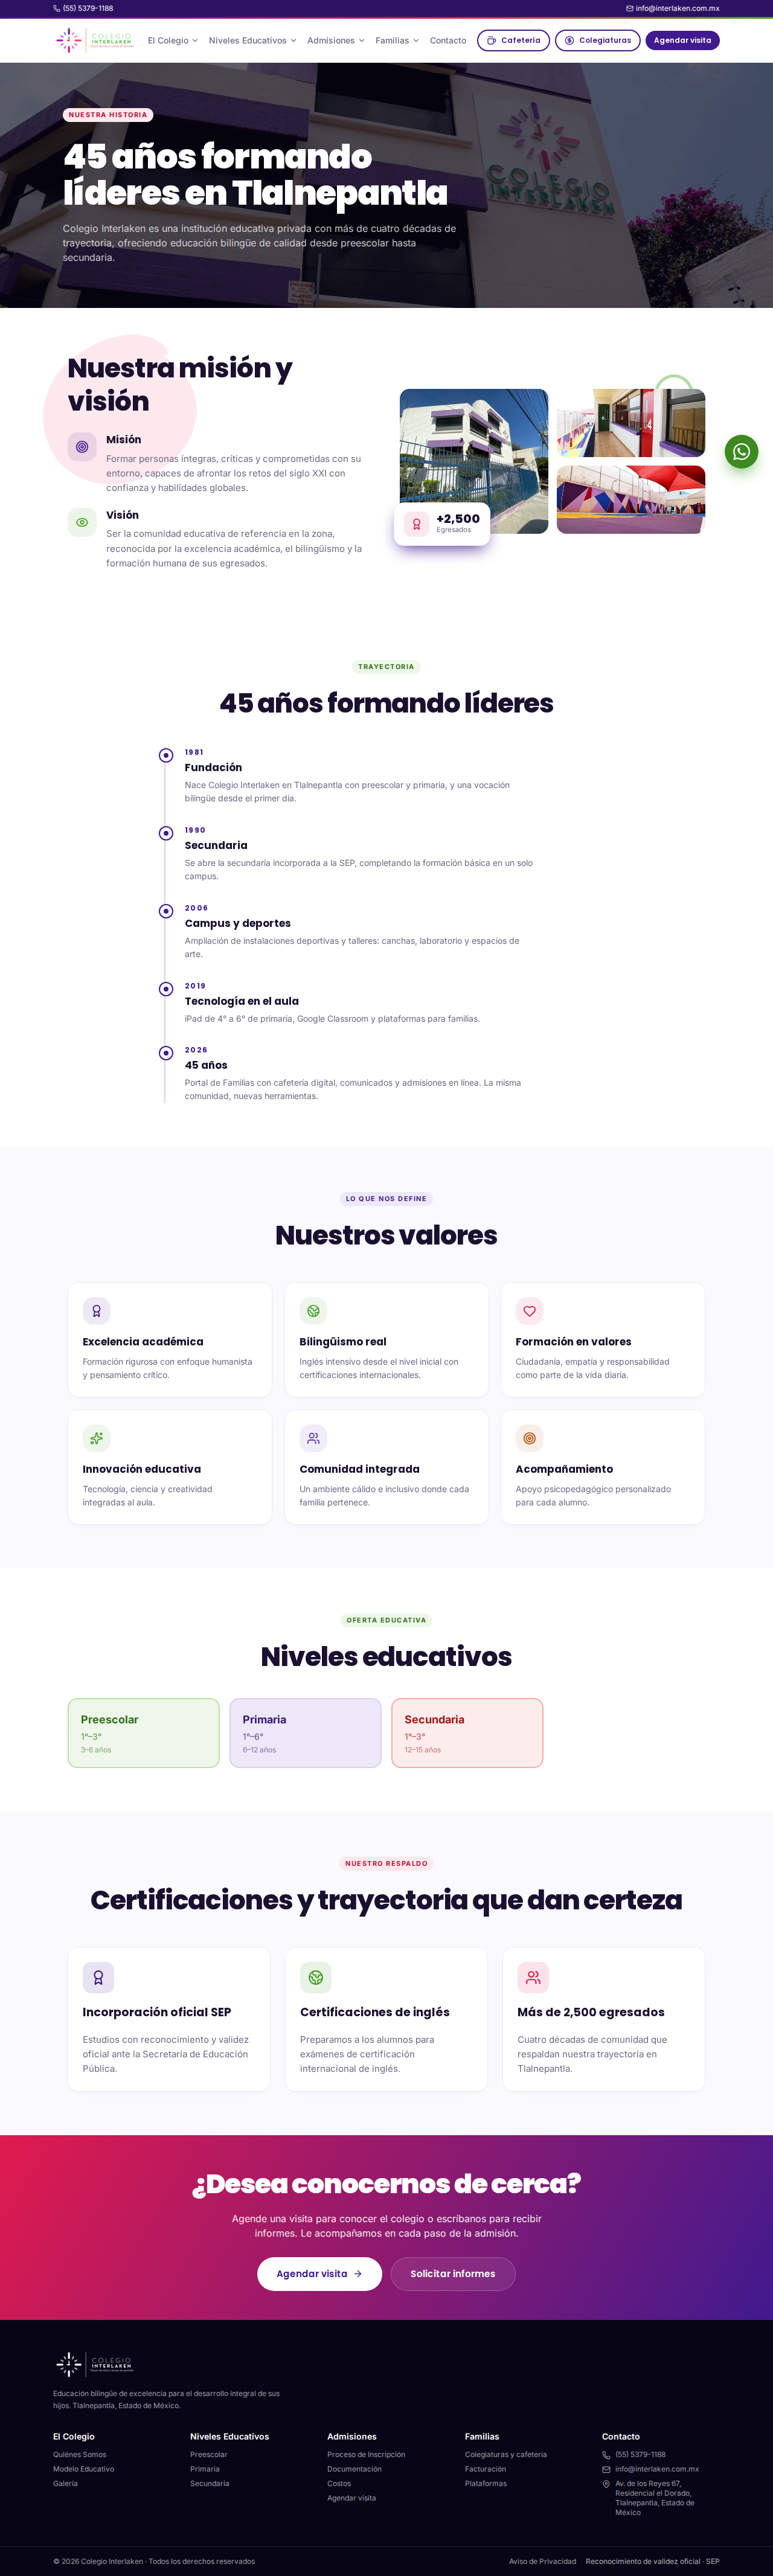 (55) 5379-1188
info@interlaken.com.mx
COLEGIO
INTERLAKEN
El Colegio
Niveles Educativos
Admisiones
Familias
Contacto
Cafetería
Colegiaturas
Agendar visita
NUESTRA HISTORIA
45 años formando
líderes en Tlalnepantla
Colegio Interlaken es una institución educativa privada con más de cuatro décadas de
trayectoria, ofreciendo educación bilingüe de calidad desde preescolar hasta
secundaria.
COLEGIO
INTERLAKEN
Nuestra misión y
visión
Misión
Formar personas íntegras, críticas y comprometidas con su
entorno, capaces de afrontar los retos del siglo XXI con
confianza y habilidades globales.
Visión
Ser la comunidad educativa de referencia en la zona,
reconocida por la excelencia académica, el bilingüismo y la
formación humana de sus egresados.
4
+2,500
Egresados
TRAYECTORIA
45 años formando líderes
1981
Fundación
Nace Colegio Interlaken en Tlalnepantla con preescolar y primaria, y una vocación
bilingüe desde el primer día.
1990
Secundaria
Se abre la secundaria incorporada a la SEP, completando la formación básica en un solo
campus.
2006
Campus y deportes
Ampliación de instalaciones deportivas y talleres: canchas, laboratorio y espacios de
arte.
2019
Tecnología en el aula
iPad de 4° a 6° de primaria, Google Classroom y plataformas para familias.
2026
45 años
Portal de Familias con cafetería digital, comunicados y admisiones en línea. La misma
comunidad, nuevas herramientas.
LO QUE NOS DEFINE
Nuestros valores
Excelencia académica
Formación rigurosa con enfoque humanista
y pensamiento crítico.
Bilingüismo real
Inglés intensivo desde el nivel inicial con
certificaciones internacionales.
Formación en valores
Ciudadanía, empatía y responsabilidad
como parte de la vida diaria.
Innovación educativa
Tecnología, ciencia y creatividad
integradas al aula.
Comunidad integrada
Un ambiente cálido e inclusivo donde cada
familia pertenece.
Acompañamiento
Apoyo psicopedagógico personalizado
para cada alumno.
OFERTA EDUCATIVA
Niveles educativos
Preescolar
1°–3°
3–6 años
Primaria
1°–6°
6–12 años
Secundaria
1°–3°
12–15 años
NUESTRO RESPALDO
Certificaciones y trayectoria que dan certeza
Incorporación oficial SEP
Estudios con reconocimiento y validez
oficial ante la Secretaría de Educación
Pública.
Certificaciones de inglés
Preparamos a los alumnos para
exámenes de certificación
internacional de inglés.
Más de 2,500 egresados
Cuatro décadas de comunidad que
respaldan nuestra trayectoria en
Tlalnepantla.
¿Desea conocernos de cerca?
Agende una visita para conocer el colegio o escríbanos para recibir
informes. Le acompañamos en cada paso de la admisión.
Agendar visita
Solicitar informes
COLEGIO
INTERLAKEN
Educación bilingüe de excelencia para el desarrollo integral de sus
hijos. Tlalnepantla, Estado de México.
El Colegio
Quiénes Somos
Modelo Educativo
Galería
Niveles Educativos
Preescolar
Primaria
Secundaria
Admisiones
Proceso de Inscripción
Documentación
Costos
Agendar visita
Familias
Colegiaturas y cafetería
Facturación
Plataformas
Contacto
(55) 5379-1188
info@interlaken.com.mx
Av. de los Reyes 67,
Residencial el Dorado,
Tlalnepantla, Estado de
México
© 2026 Colegio Interlaken · Todos los derechos reservados
Aviso de Privacidad
Reconocimiento de validez oficial · SEP